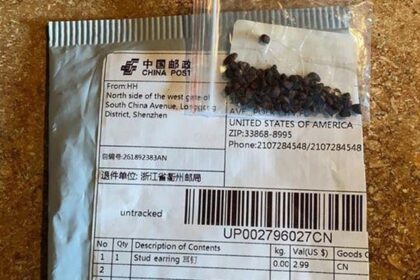 中国邮政
CHINA POST
From:HH
North side of the west gate of
South China Avenue, Longgang
District, Shenzhen
UNITED STATES OF AMERICA
ZIP:33868-8995
Phone:2107284548/2107284548
自编号:261892383AN
退件单位:浙江省衢州邮局
untracked
UP002796027CN
No Qty Description of Contents kg. Val(US $) Goods
1 1 Stud earring 耳钉 0.00 2.99 CN